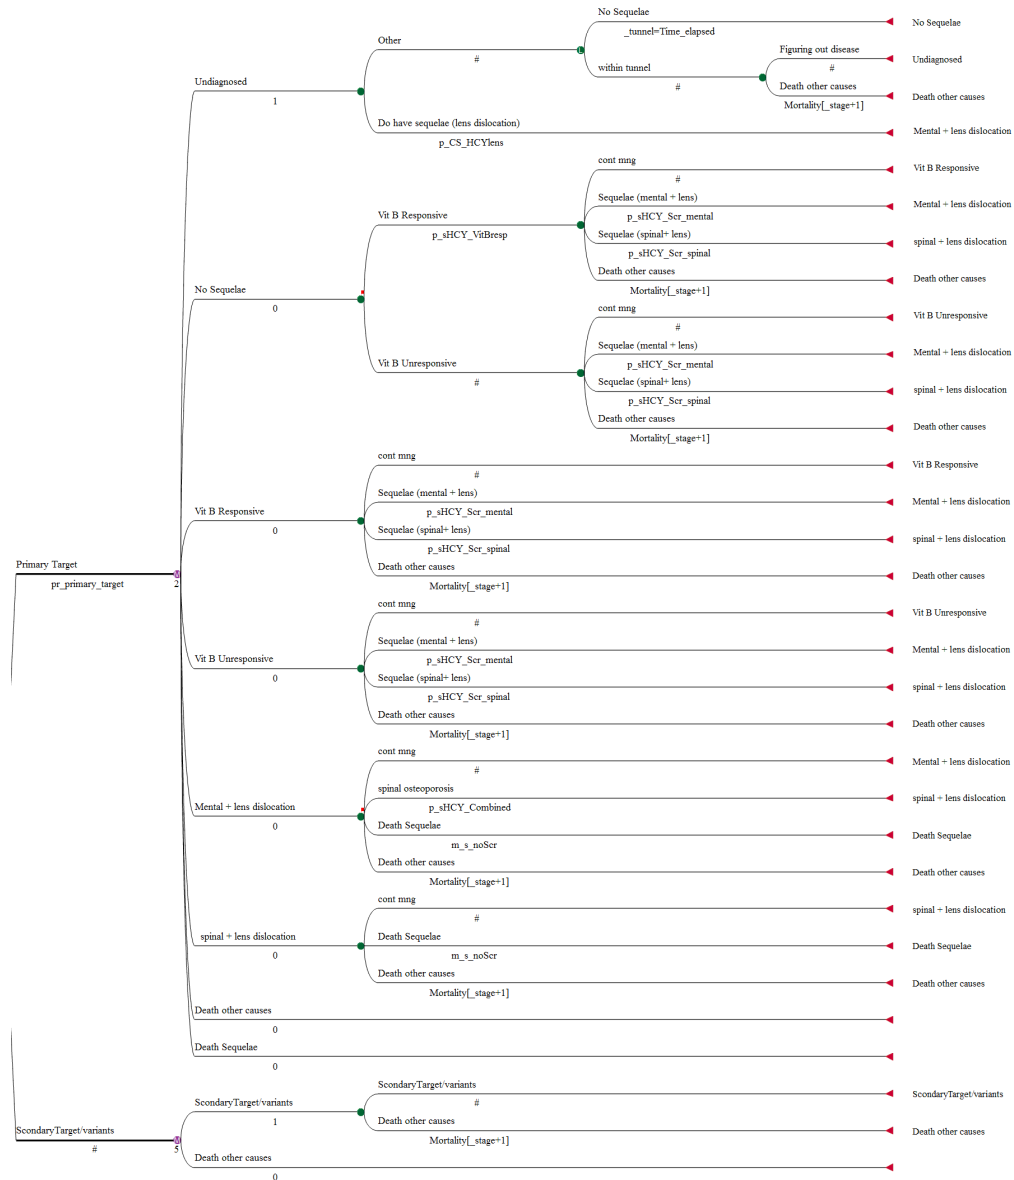 No Sequelae
No Sequelae
Other
_tunnel=Time_elapsed
#
Figuring out disease
Undiagnosed
within tunnel
#
Undiagnosed
#
Death other causes
Death other causes
1
Mortality[_stage+1]
Do have sequelae (lens dislocation)
Mental + lens dislocation
p_CS_HCYlens
cont mng
Vit B Responsive
#
Sequelae (mental + lens)
Mental + lens dislocation
Vit B Responsive
p_sHCY_Scr_mental
p_sHCY_VitBresp
Sequelae (spinal+ lens)
spinal + lens dislocation
p_sHCY_Scr_spinal
Death other causes
Death other causes
No Sequelae
Mortality[_stage+1]
0
cont mng
Vit B Unresponsive
#
Sequelae (mental + lens)
Mental + lens dislocation
Vit B Unresponsive
p_sHCY_Scr_mental
#
Sequelae (spinal+ lens)
spinal + lens dislocation
p_sHCY_Scr_spinal
Death other causes
Death other causes
Mortality[_stage+1]
cont mng
Vit B Responsive
#
Sequelae (mental + lens)
Mental + lens dislocation
Vit B Responsive
p_sHCY_Scr_mental
0
Sequelae (spinal+ lens)
spinal + lens dislocation
p_sHCY_Scr_spinal
Primary Target
Death other causes
Death other causes
pr_primary_target
M
2
Mortality[_stage+1]
cont mng
Vit B Unresponsive
#
Sequelae (mental + lens)
Mental + lens dislocation
Vit B Unresponsive
p_sHCY_Scr_mental
0
Sequelae (spinal+ lens)
spinal + lens dislocation
p_sHCY_Scr_spinal
Death other causes
Death other causes
Mortality[_stage+1]
cont mng
Mental + lens dislocation
#
spinal osteoporosis
spinal + lens dislocation
Mental + lens dislocation
p_sHCY_Combined
0
Death Sequelae
Death Sequelae
m_s_noScr
Death other causes
Death other causes
Mortality[_stage+1]
cont mng
spinal + lens dislocation
#
spinal + lens dislocation
Death Sequelae
Death Sequelae
0
m_s_noScr
Death other causes
Death other causes
Mortality[_stage+1]
Death other causes
0
Death Sequelae
0
ScondaryTarget/variants
ScondaryTarget/variants
ScondaryTarget/variants
#
1
Death other causes
Death other causes
ScondaryTarget/variants
M
Mortality[_stage+1]
#
5
Death other causes
0